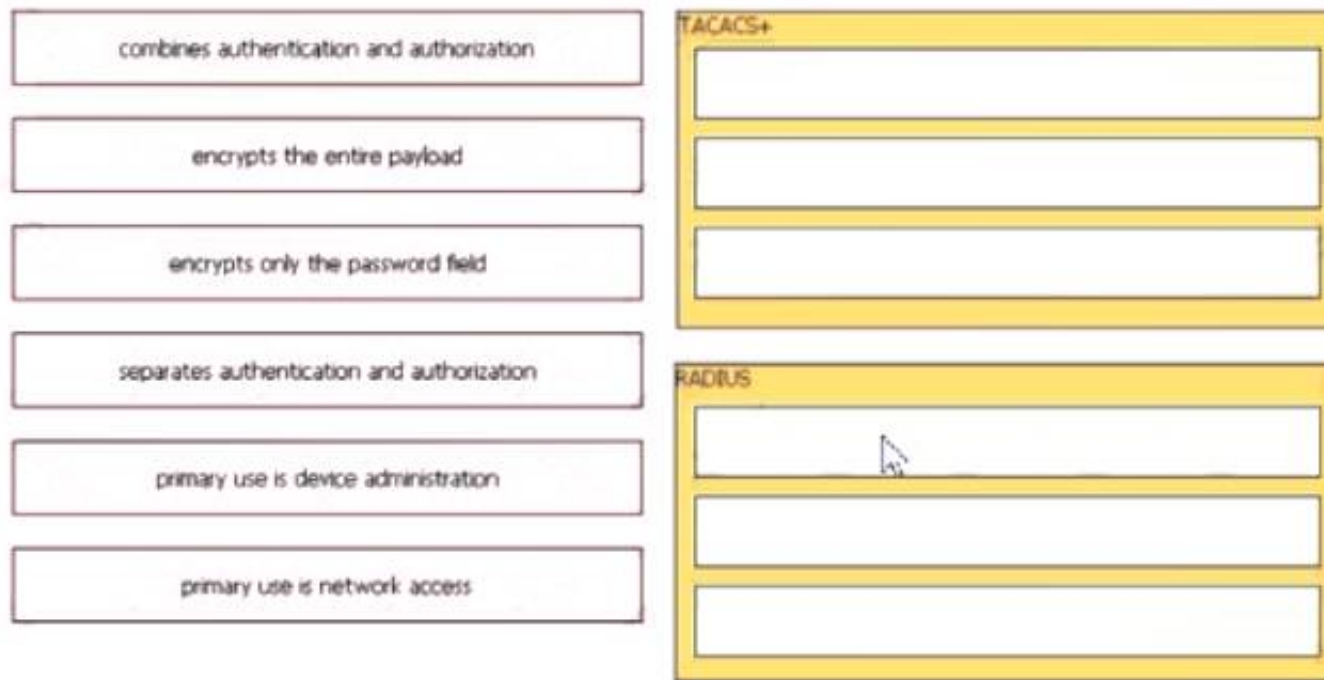 combines authentication and authorization
encrypts the entire payload
encrypts only the password field
separates authentication and authorization
primary use is device administration
primary use is network access
TACACS+
RADIUS